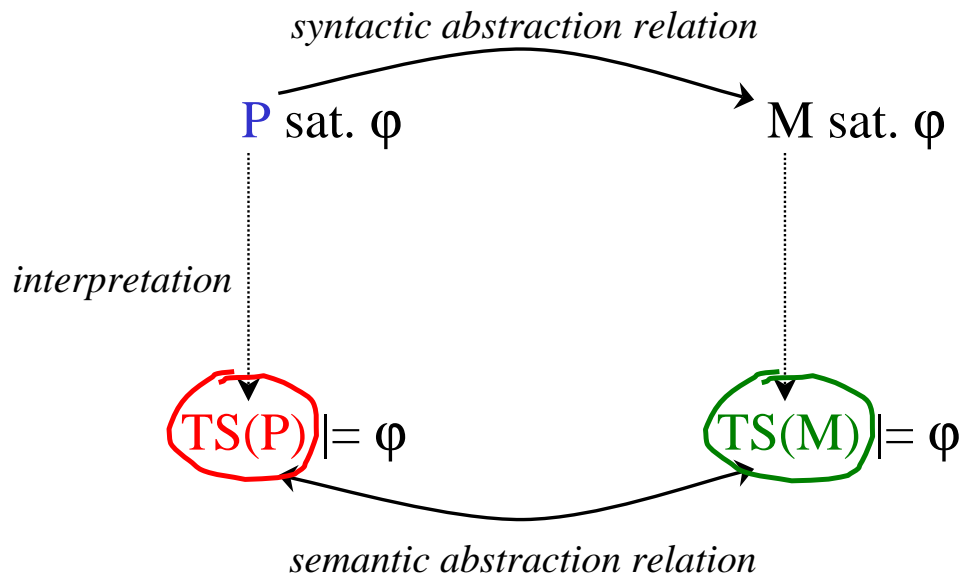 syntactic abstraction relation
P sat. φ
M sat. φ
interpretation
TS(P) |= φ
TS(M) |= φ
semantic abstraction relation